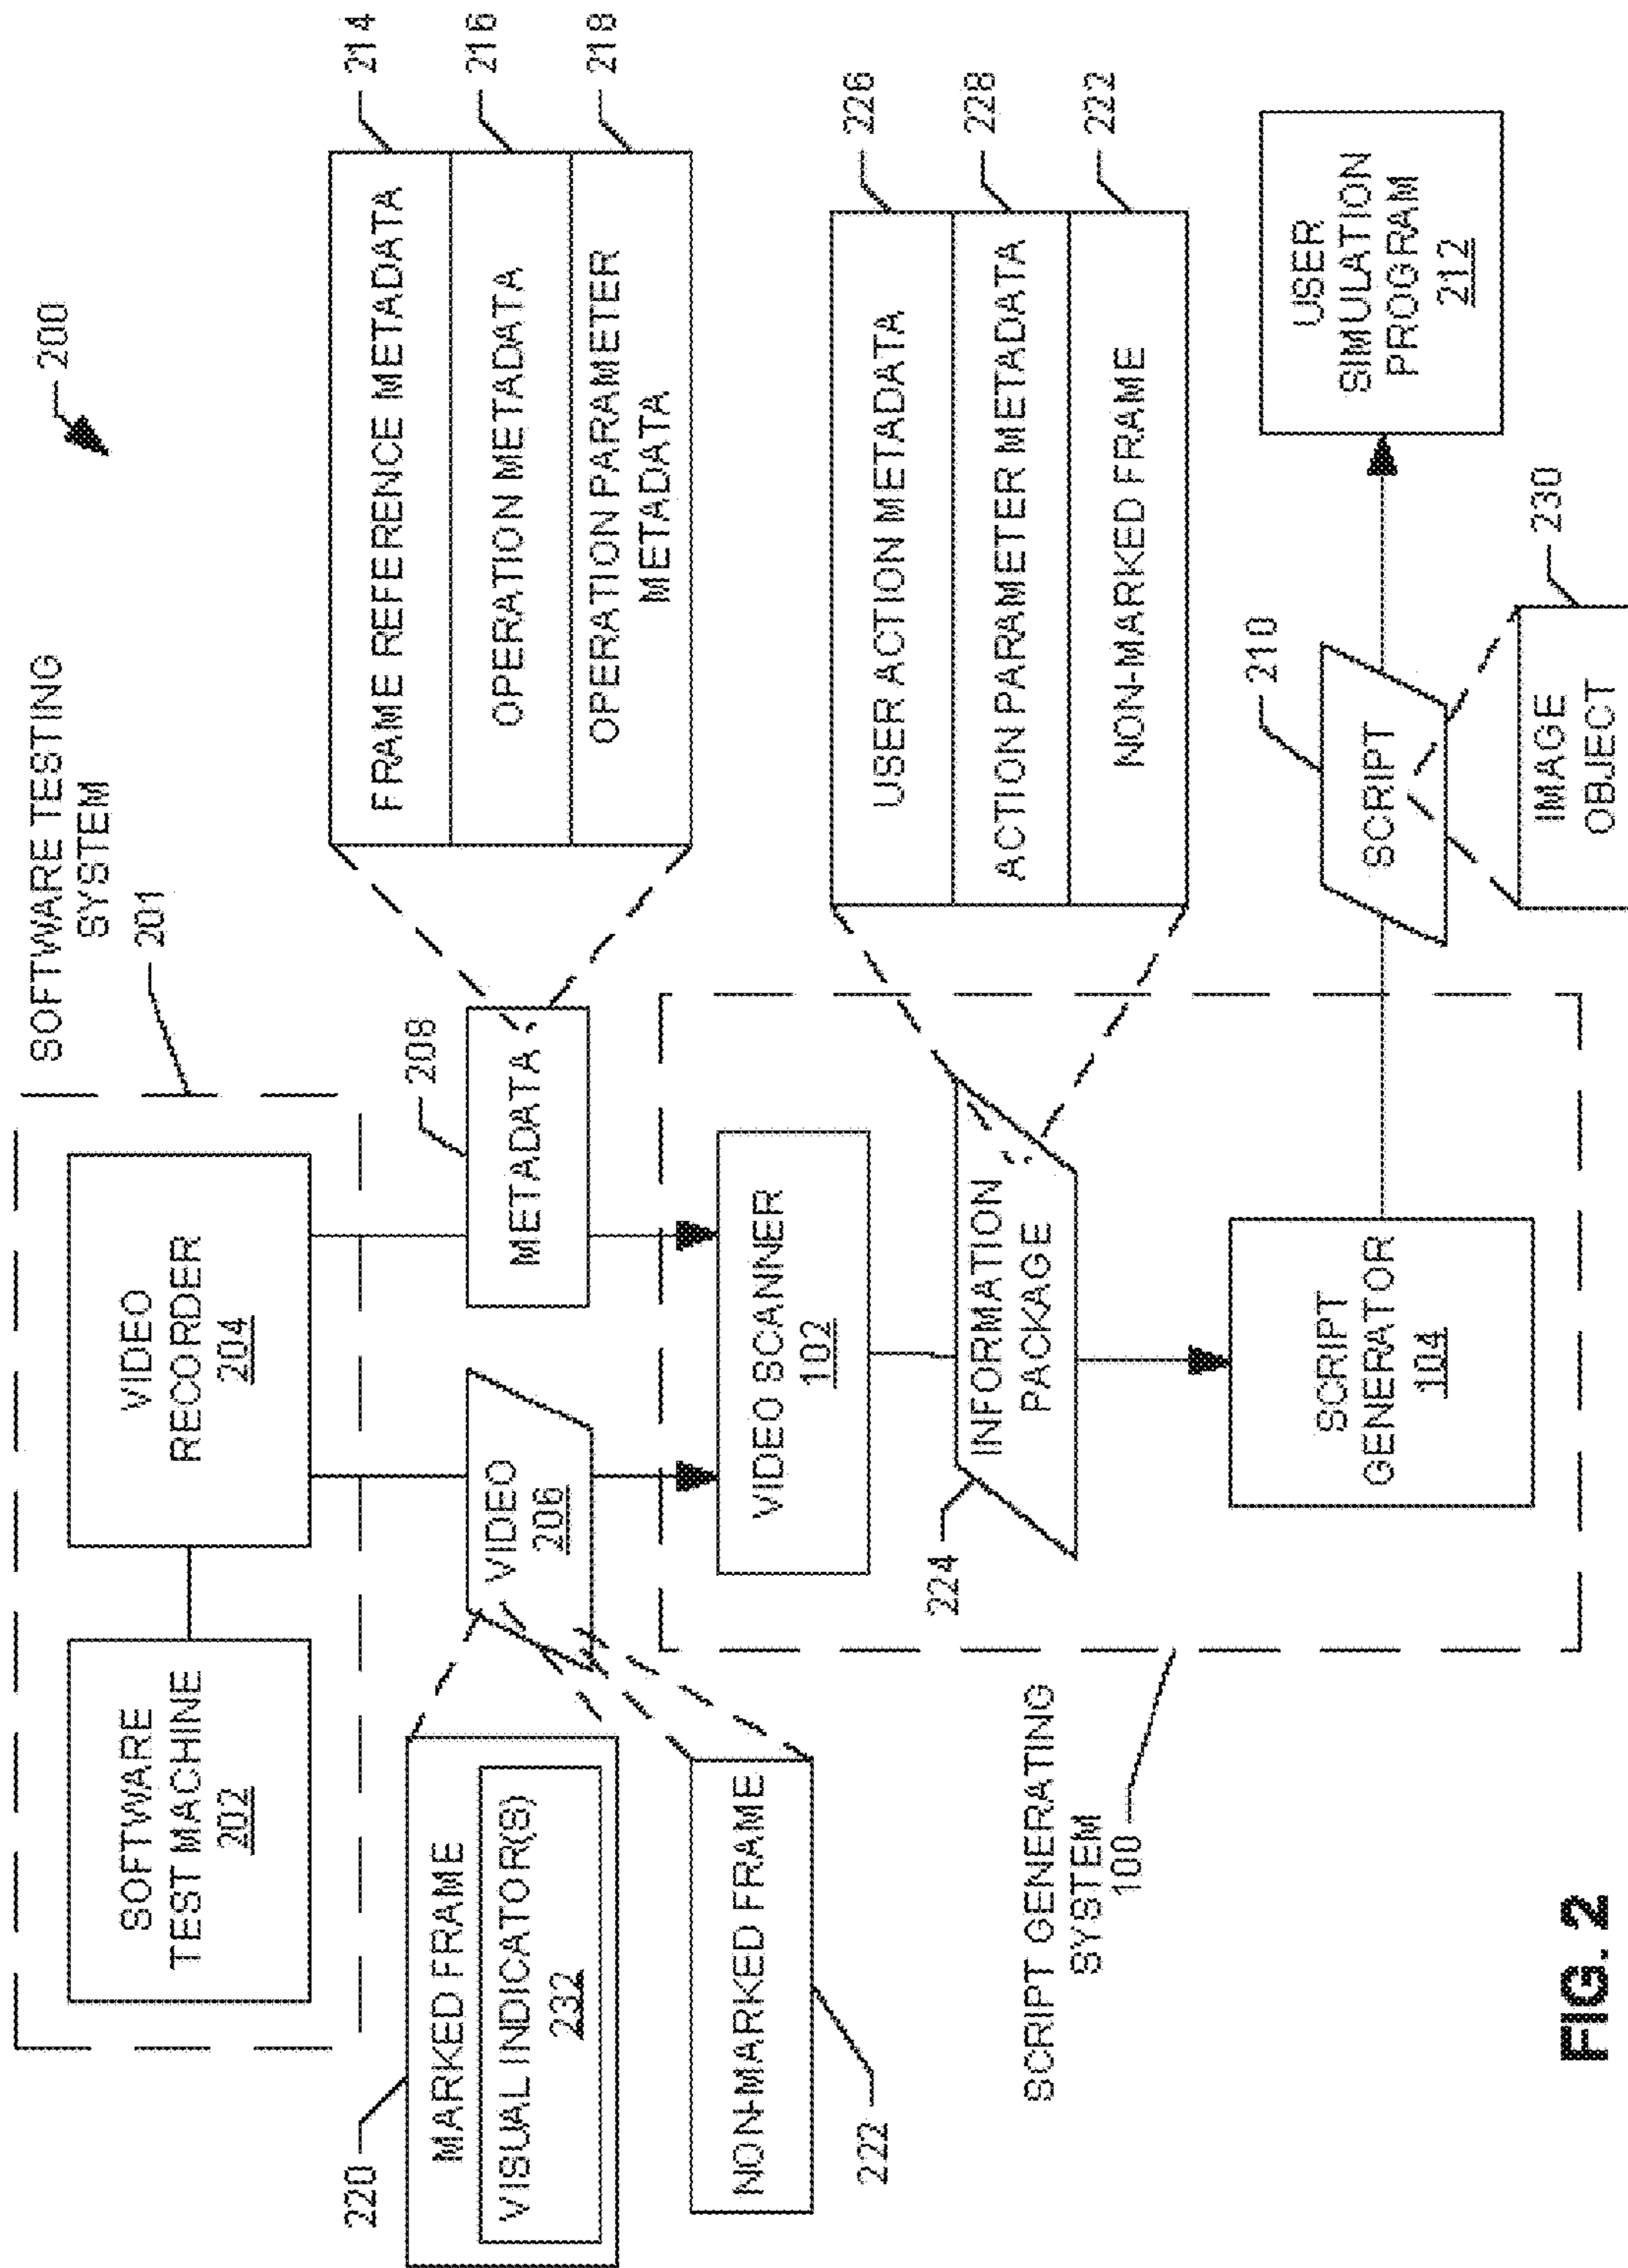 200
SOFTWARE TESTING
SYSTEM
201
SOFTWARE
TEST MACHINE
202
VIDEO
RECORDER
204
220
MARKED FRAME
VISUAL INDICATOR(S)
232
NON-MARKED FRAME
222
VIDEO
206
208
METADATA
FRAME REFERENCE METADATA
214
OPERATION METADATA
216
OPERATION PARAMETER
METADATA
218
SCRIPT GENERATING
SYSTEM
100
VIDEO SCANNER
102
224
INFORMATION
PACKAGE
USER ACTION METADATA
226
ACTION PARAMETER METADATA
228
NON-MARKED FRAME
222
SCRIPT
GENERATOR
104
210
SCRIPT
IMAGE
OBJECT
230
USER
SIMULATION
PROGRAM
212
FIG. 2